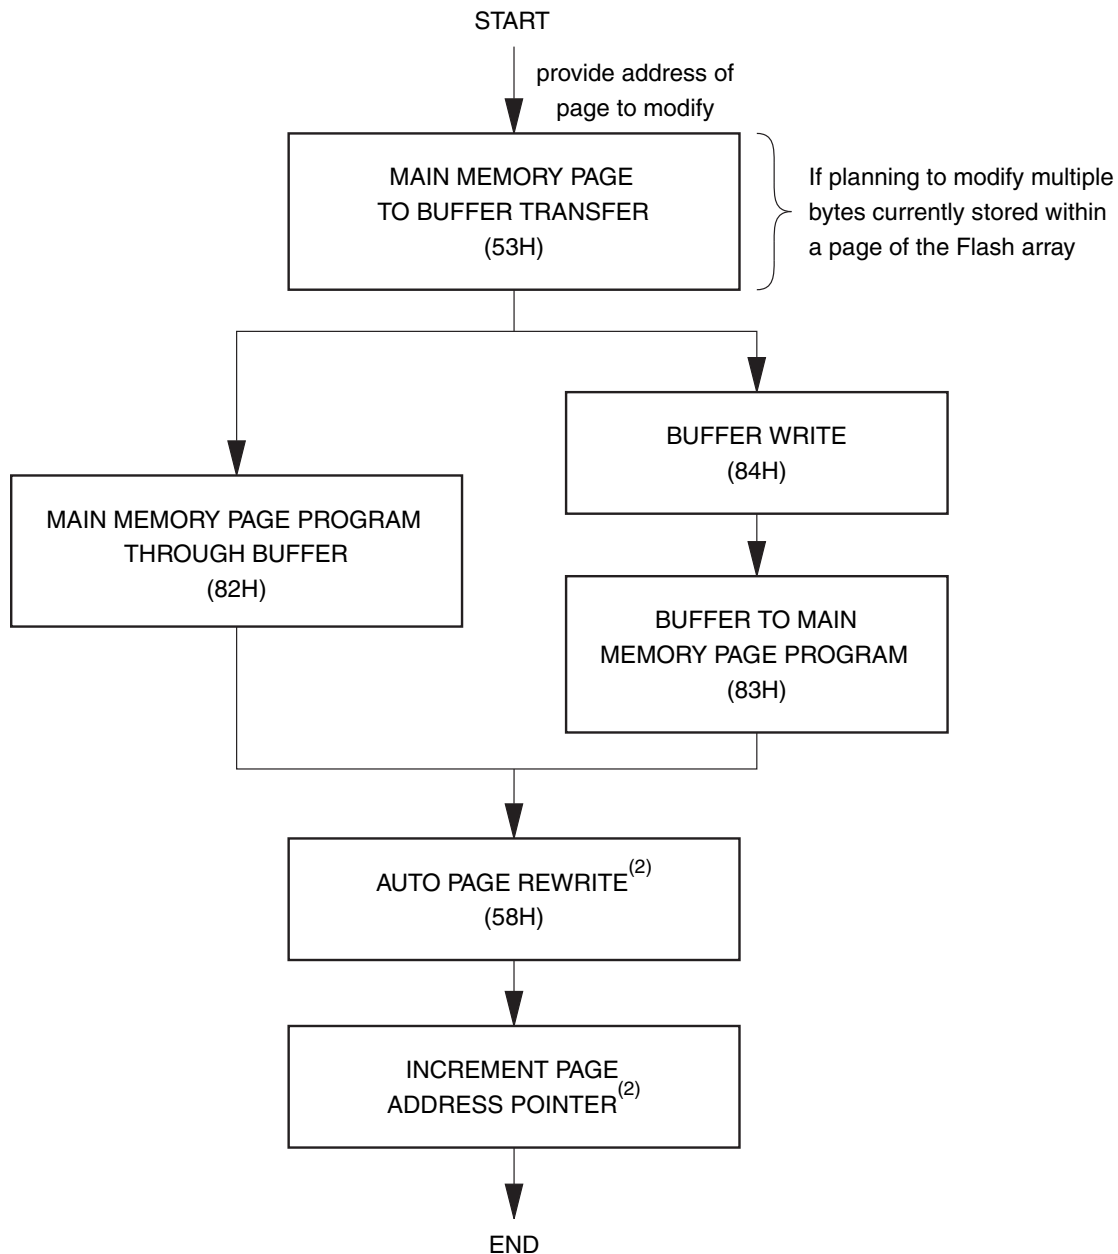 START
provide address of
page to modify
MAIN MEMORY PAGE
TO BUFFER TRANSFER
(53H)
If planning to modify multiple
bytes currently stored within
a page of the Flash array
BUFFER WRITE
(84H)
MAIN MEMORY PAGE PROGRAM
THROUGH BUFFER
(82H)
BUFFER TO MAIN
MEMORY PAGE PROGRAM
(83H)
AUTO PAGE REWRITE(2)
(58H)
INCREMENT PAGE
ADDRESS POINTER(2)
END